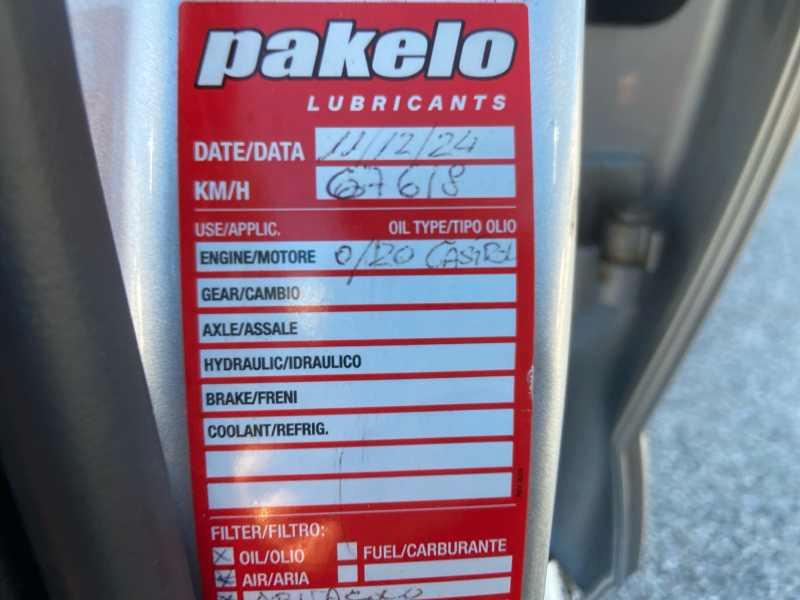 pakelo
LUBRICANTS
DATE/DATA 11/12/24
KM/H 67618
USE/APPLIC. OIL TYPE/TIPO OLIO
ENGINE/MOTORE 0/20 CASTROL
GEAR/CAMBIO
AXLE/ASSALE
HYDRAULIC/IDRAULICO
BRAKE/FRENI
COOLANT/REFRIG.
FILTER/FILTRO:
OIL/OLIO FUEL/CARBURANTE
AIR/ARIA